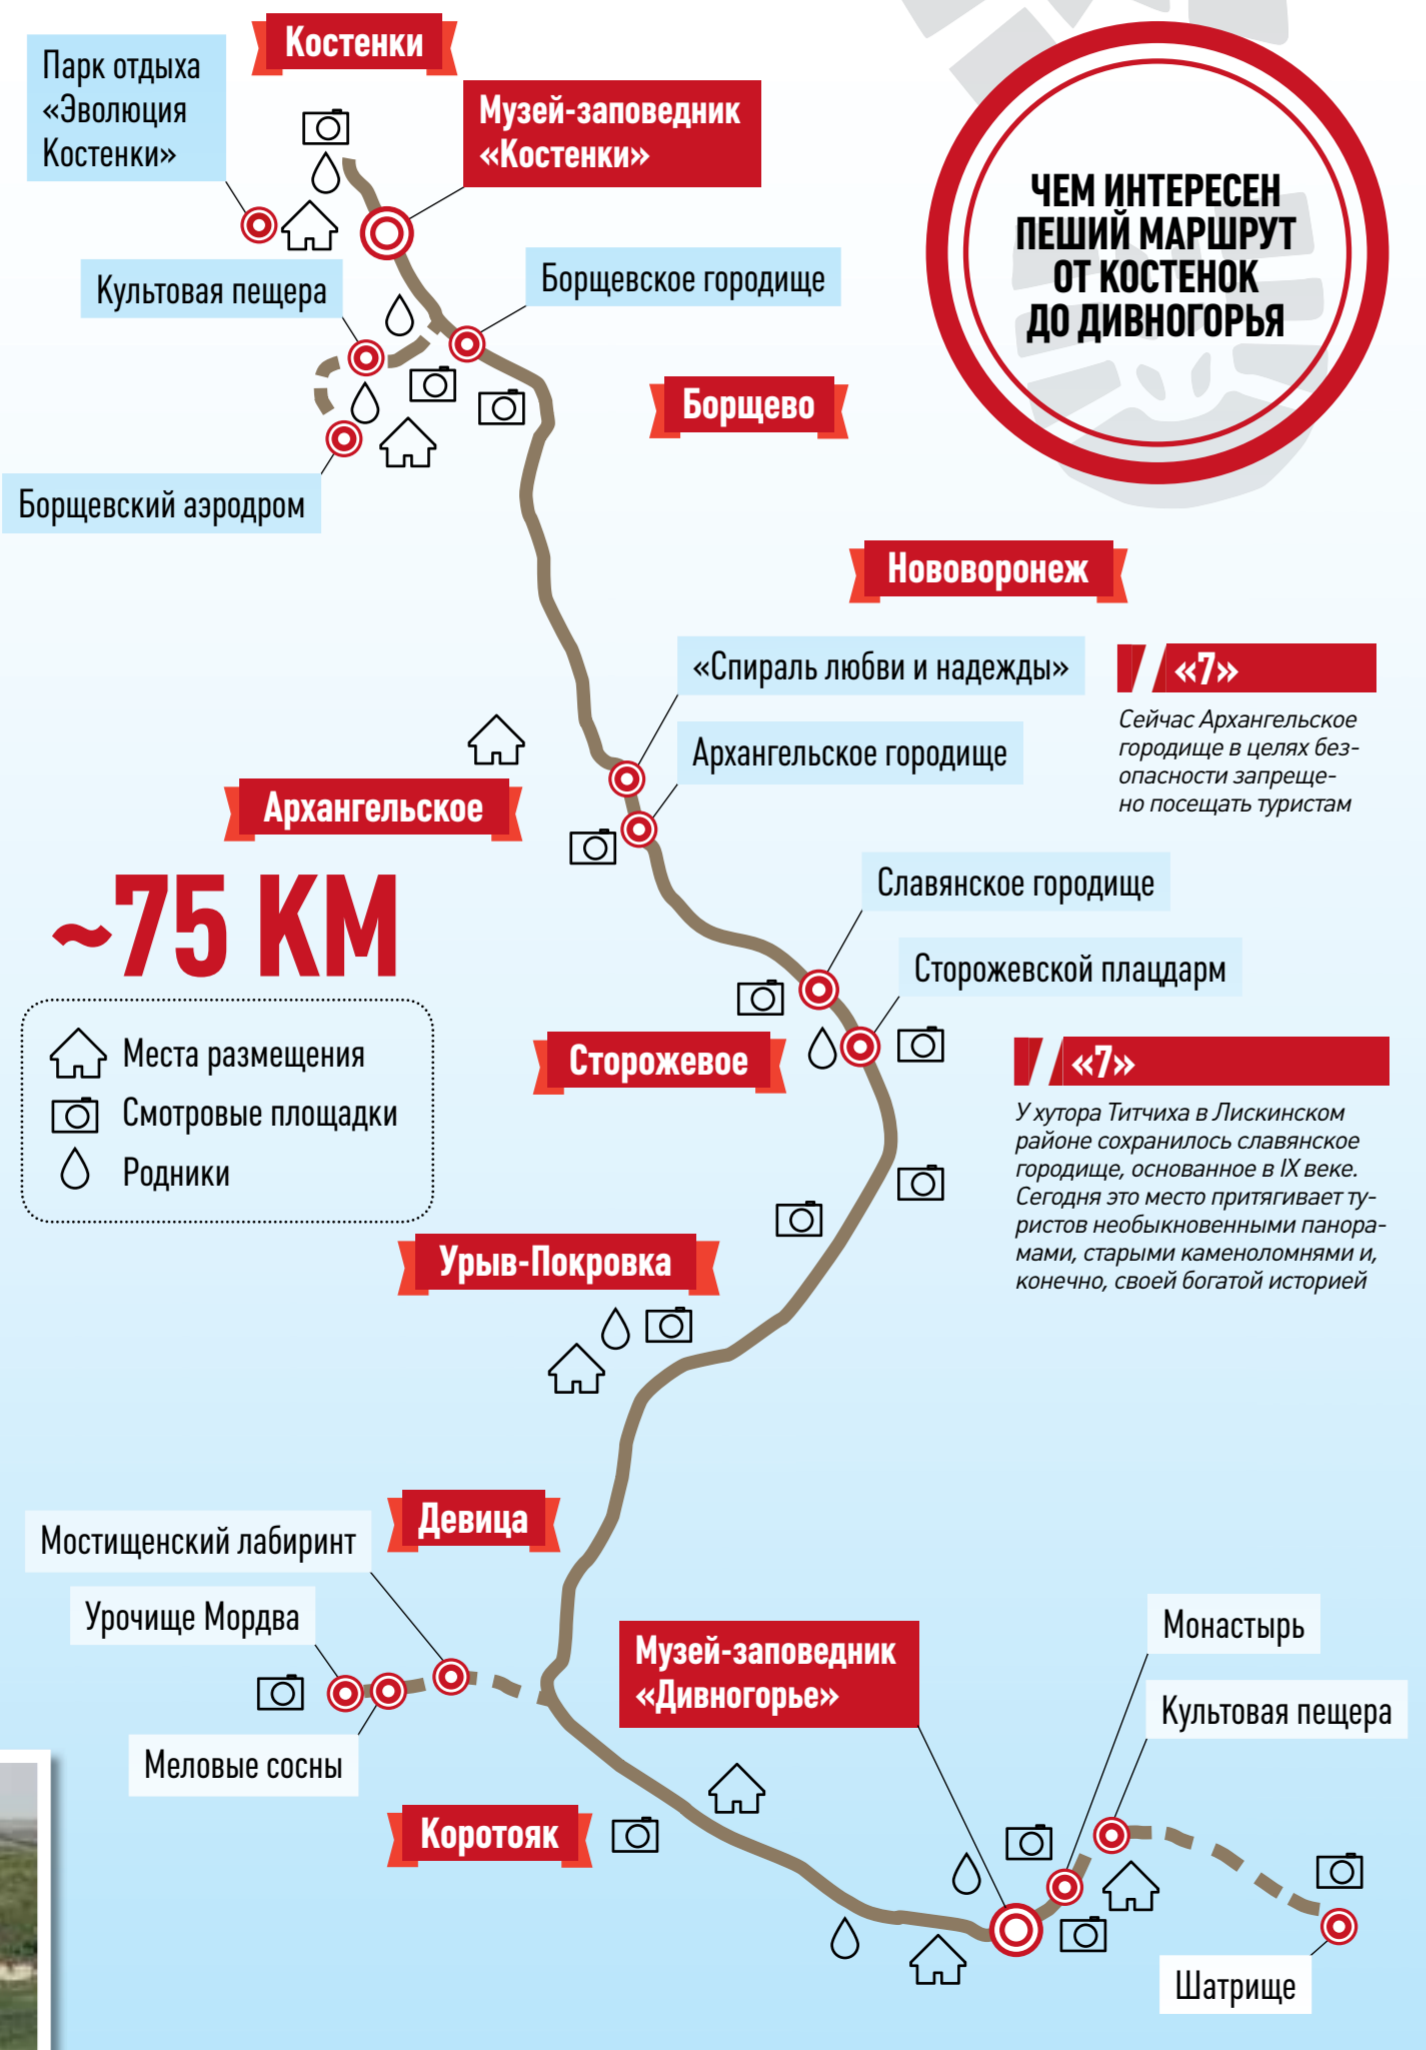 Костенки
Парк отдыха
«Эволюция
Костенки»
Музей-заповедник
«Костенки»
ЧЕМ ИНТЕРЕСЕН
ПЕШИЙ МАРШРУТ
ОТ КОСТЕНОК
ДО ДИВНОГОРЬЯ
Культовая пещера
Борщевское городище
Борщево
Борщевский аэродром
Нововоронеж
«Спираль любви и надежды»
«7»
Сейчас Архангельское
городище в целях без-
опасности запреще-
но посещать туристам
Архангельское городище
Архангельское
~75 КМ
Славянское городище
Сторожевской плацдарм
Места размещения
Смотровые площадки
Родники
Сторожевое
«7»
У хутора Титчиха в Лискинском
районе сохранилось славянское
городище, основанное в IX веке.
Сегодня это место притягивает ту-
ристов необыкновенными панора-
мами, старыми каменоломнями и,
конечно, своей богатой историей
Урыв-Покровка
Девица
Мостищенский лабиринт
Урочище Мордва
Меловые сосны
Музей-заповедник
«Дивногорье»
Монастырь
Культовая пещера
Коротояк
Шатрище